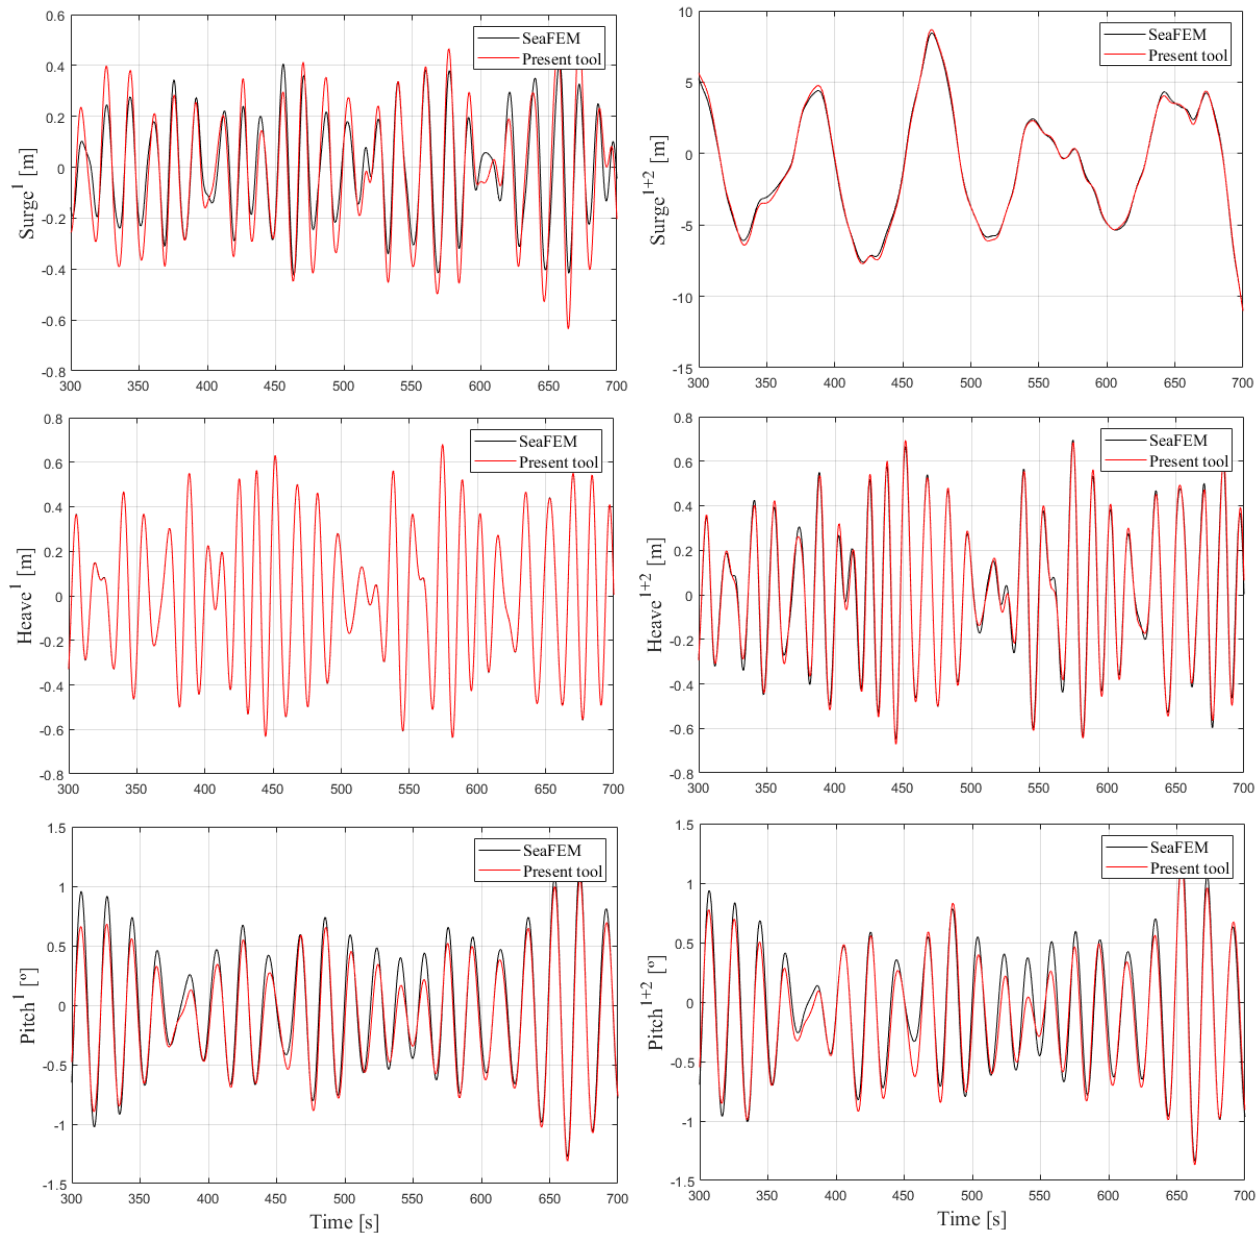 0.6
0.4
0.2
0
-0.2
-0.4
-0.6
-0.8
300 350 400 450 500 550 600 650 700
Surge¹ [m]
SeaFEM
Present tool
10
5
0
-5
-10
-15
300 350 400 450 500 550 600 650 700
Surge¹⁺² [m]
SeaFEM
Present tool
0.8
0.6
0.4
0.2
0
-0.2
-0.4
-0.6
-0.8
300 350 400 450 500 550 600 650 700
Heave¹ [m]
SeaFEM
Present tool
0.8
0.6
0.4
0.2
0
-0.2
-0.4
-0.6
-0.8
300 350 400 450 500 550 600 650 700
Heave¹⁺² [m]
SeaFEM
Present tool
1.5
1
0.5
0
-0.5
-1
-1.5
300 350 400 450 500 550 600 650 700
Pitch¹ [º]
Time [s]
SeaFEM
Present tool
1.5
1
0.5
0
-0.5
-1
-1.5
300 350 400 450 500 550 600 650 700
Pitch¹⁺² [º]
Time [s]
SeaFEM
Present tool